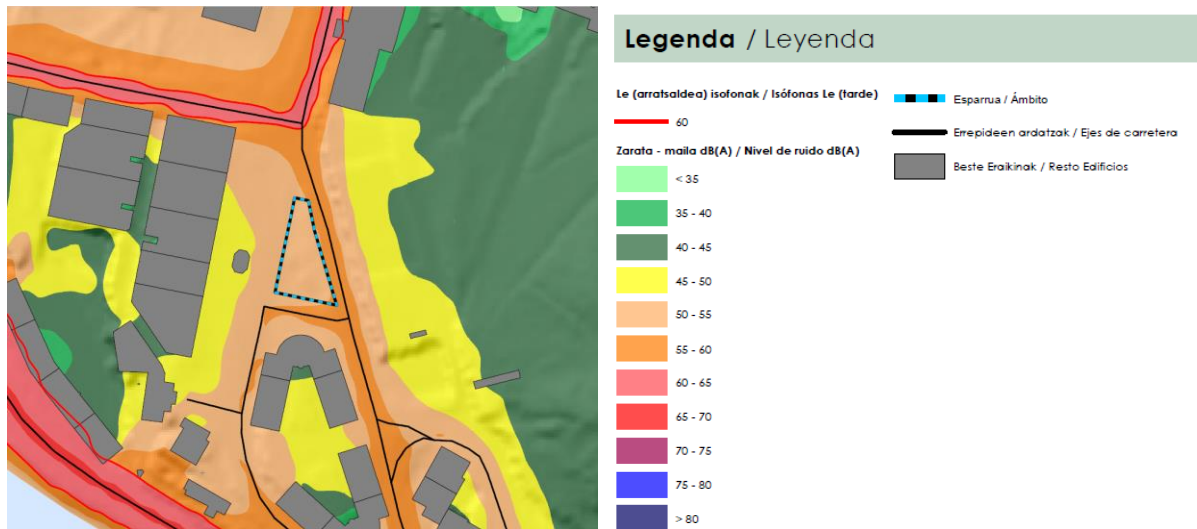 Legenda / Leyenda
Le (arratsaldea) isofonak / Isófonas Le (tarde)
60
Zarata - maila dB(A) / Nivel de ruido dB(A)
< 35
35 - 40
40 - 45
45 - 50
50 - 55
55 - 60
60 - 65
65 - 70
70 - 75
75 - 80
> 80
Esparrua / Ámbito
Errepideen ardatzak / Ejes de carretera
Beste Eraikinak / Resto Edificios